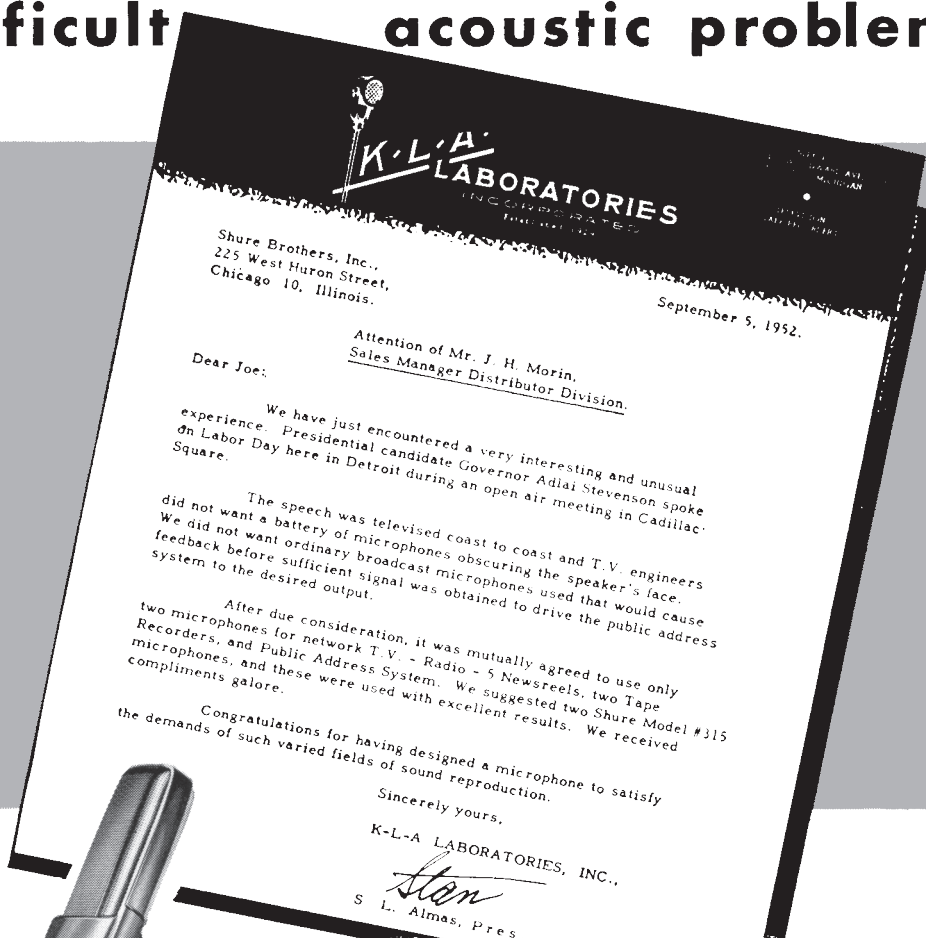 ficult acoustic problem
K·L·A·
LABORATORIES
INCORPORATED
MICHIGAN
Shure Brothers, Inc.,
225 West Huron Street,
Chicago 10, Illinois.
September 5, 1952.
Attention of Mr. J. H. Morin,
Sales Manager Distributor Division.
Dear Joe:
We have just encountered a very interesting and unusual
experience. Presidential candidate Governor Adlai Stevenson spoke
on Labor Day here in Detroit during an open air meeting in Cadillac
Square.
The speech was televised coast to coast and T.V. engineers
did not want a battery of microphones obscuring the speaker's face.
We did not want ordinary broadcast microphones used that would cause
feedback before sufficient signal was obtained to drive the public address
system to the desired output.
After due consideration, it was mutually agreed to use only
two microphones for network T.V. - Radio - 5 Newsreels, two Tape
Recorders, and Public Address System. We suggested two Shure Model #315
microphones, and these were used with excellent results. We received
compliments galore.
Congratulations for having designed a microphone to satisfy
the demands of such varied fields of sound reproduction.
Sincerely yours,
K-L-A LABORATORIES, INC.,
Stan
S L. Almas, Pres